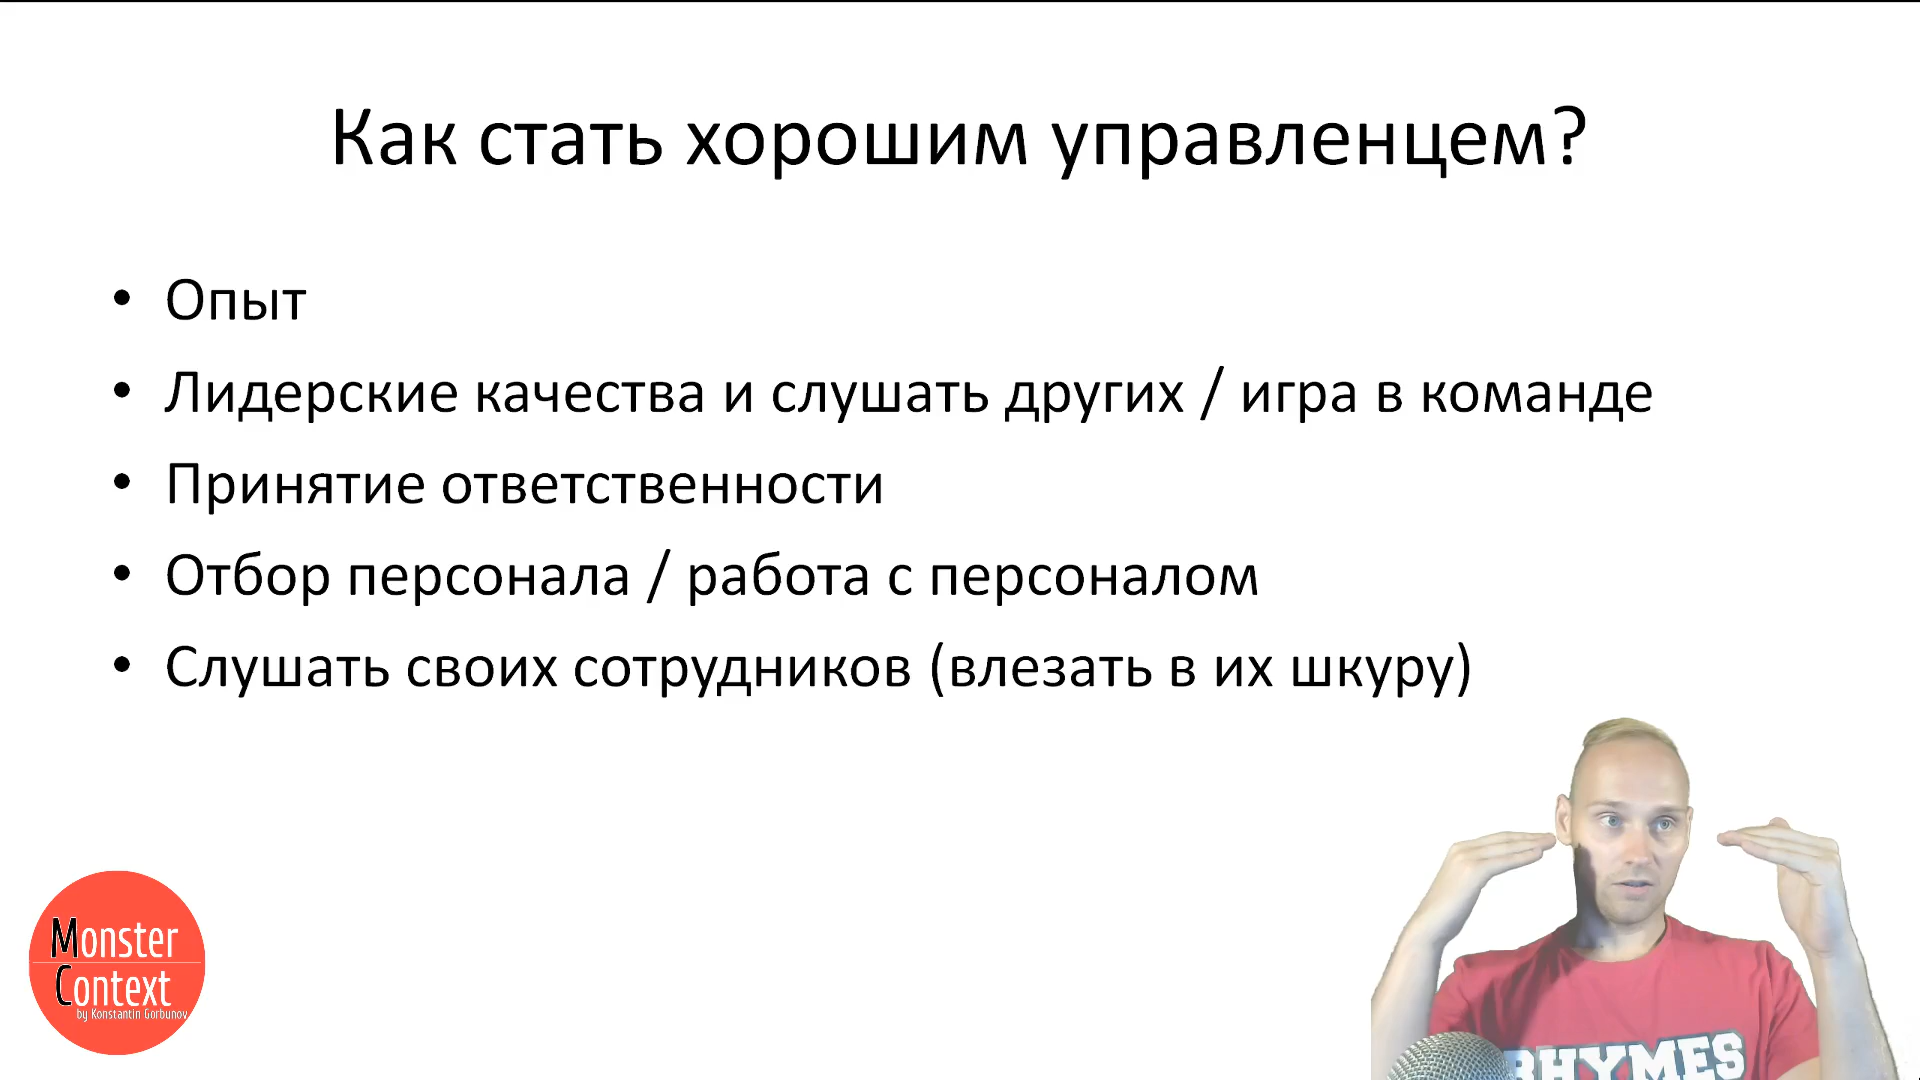 Как стать хорошим управленцем?
• Опыт
• Лидерские качества и слушать других / игра в команде
• Принятие ответственности
• Отбор персонала / работа с персоналом
• Слушать своих сотрудников (влезать в их шкуру)
Monster
Context
by Konstantin Gorbunov
RHYMES